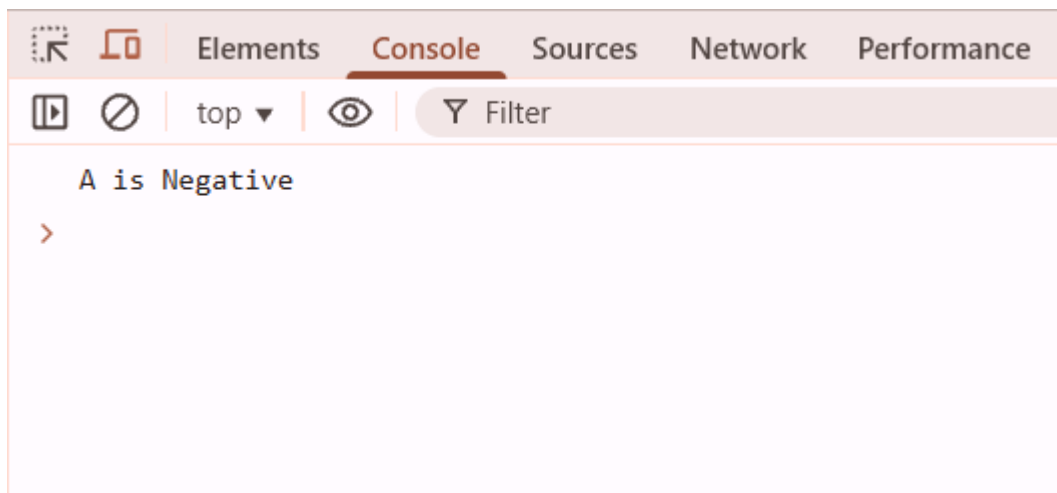 Elements Console Sources Network Performance
top Filter
A is Negative